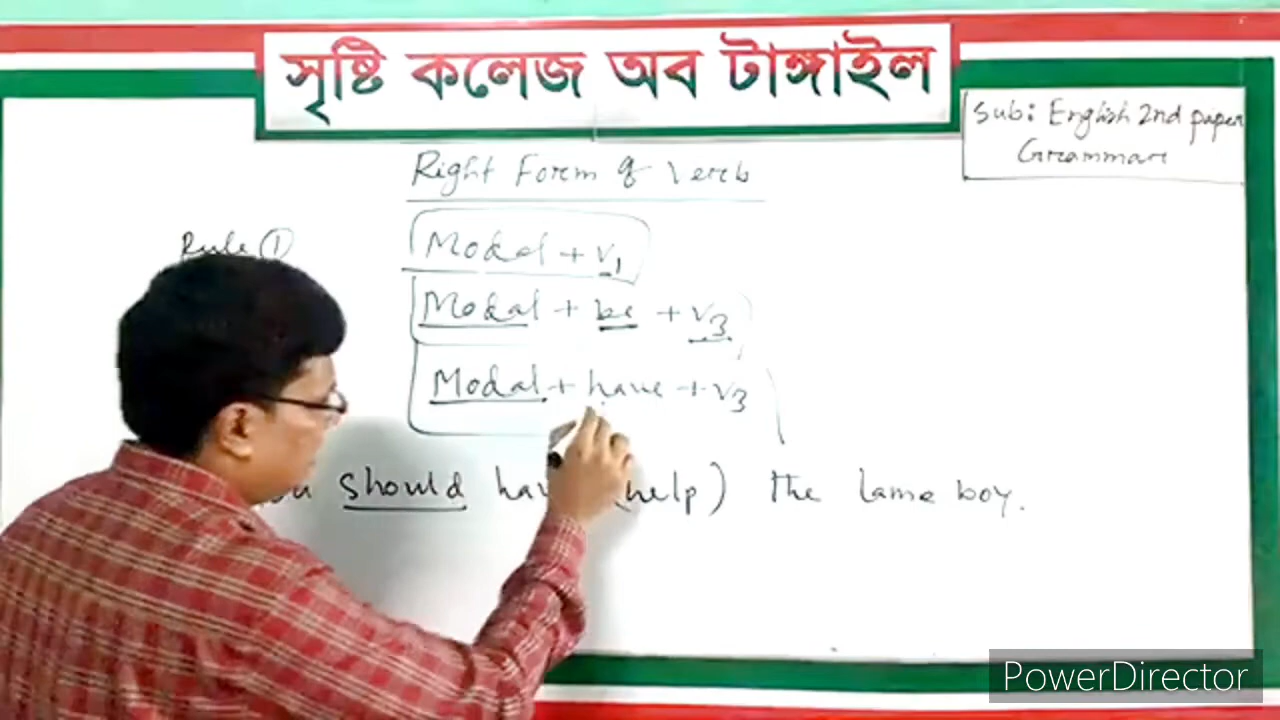 সৃষ্টি কলেজ অব টাঙ্গাইল
Sub: English 2nd paper
Grammar
Right Form of Verb
Rule ①
Modal + v1
Modal + be + v3
Modal + have + v3
should (help) the lame boy.
PowerDirector